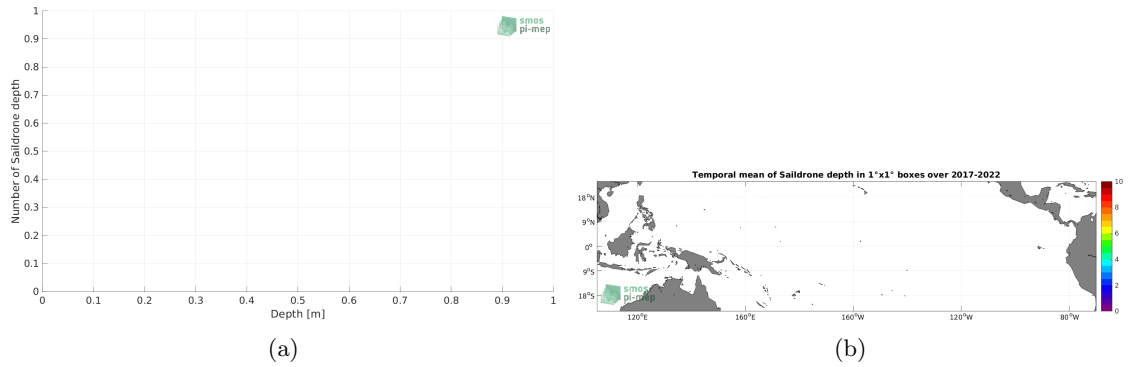 smos
pi-mep
1
0.9
0.8
0.7
0.6
0.5
0.4
0.3
0.2
0.1
0
Number of Saildrone depth
0 0.1 0.2 0.3 0.4 0.5 0.6 0.7 0.8 0.9 1
Depth [m]
(a)
Temporal mean of Saildrone depth in 1°x1° boxes over 2017-2022
18°N
9°N
0°
9°S
18°S
smos
pi-mep
120°E 160°E 160°W 120°W 80°W
10
8
6
4
2
0
(b)